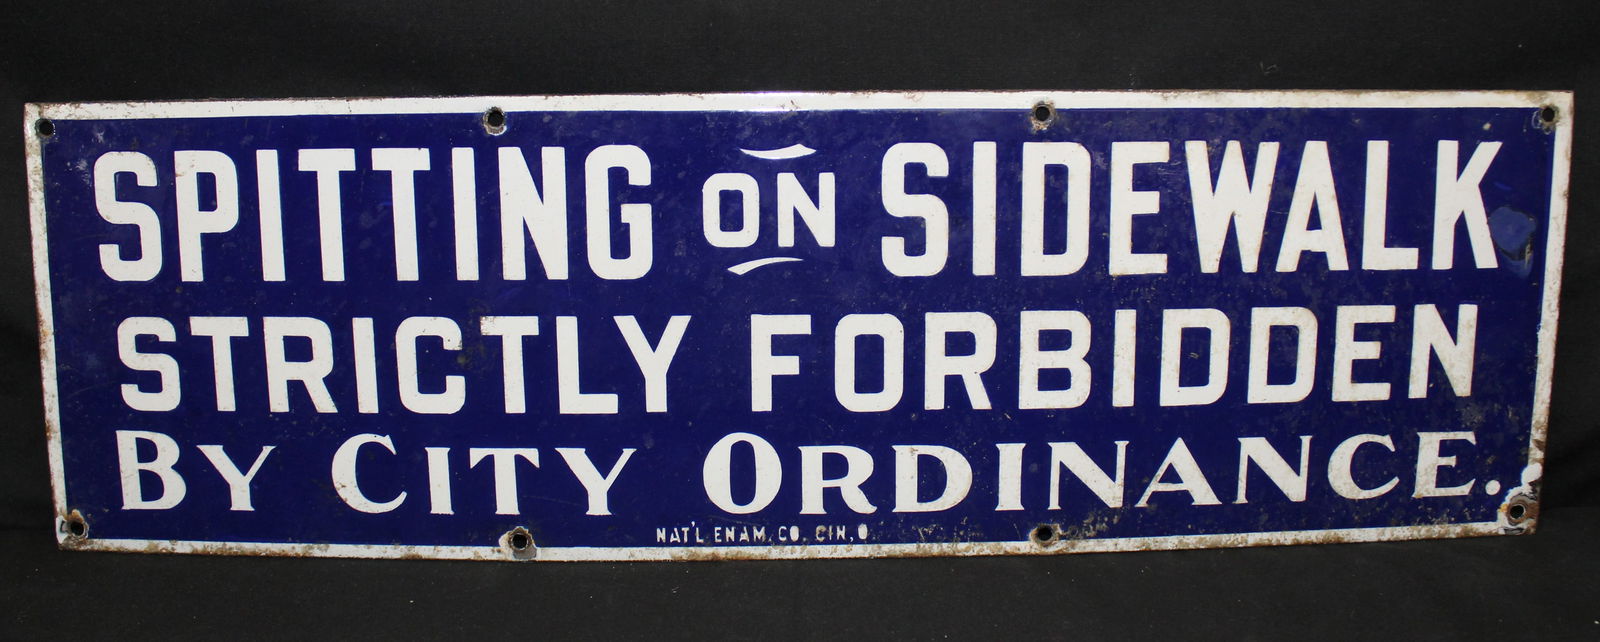 SPITTING ON SIDEWALK
STRICTLY FORBIDDEN
BY CITY ORDINANCE.
NAT'L ENAM. CO. CIN, O